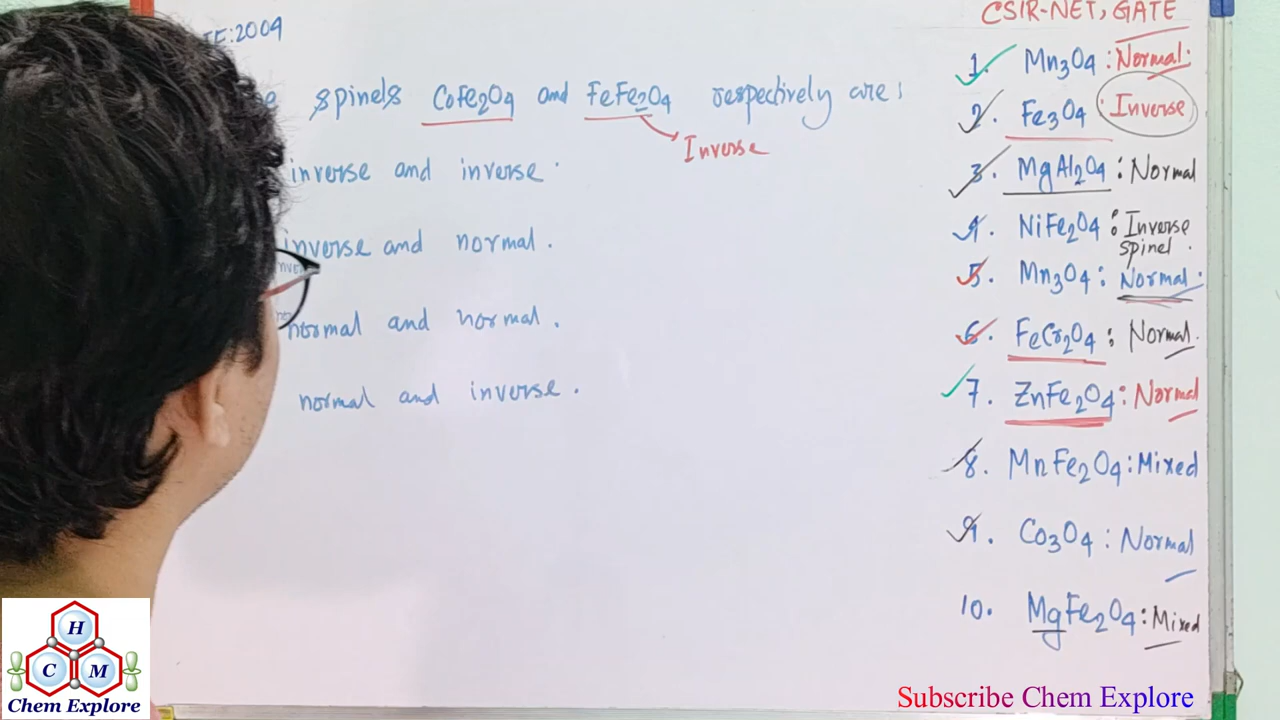 CSIR-NET, GATE
TE:2009
spinels CoFe2O4 and FeFe2O4 respectively are:
Inverse
inverse and inverse.
inverse and normal.
normal and normal.
normal and inverse.
1. Mn3O4: Normal.
2. Fe3O4: Inverse
3. MgAl2O4: Normal
4. NiFe2O4: Inverse
spinel.
5. Mn3O4: Normal.
6. FeCr2O4: Normal.
7. ZnFe2O4: Normal
8. MnFe2O4: Mixed
9. Co3O4: Normal
10. MgFe2O4: Mixed
H
C M
Chem Explore
Subscribe Chem Explore